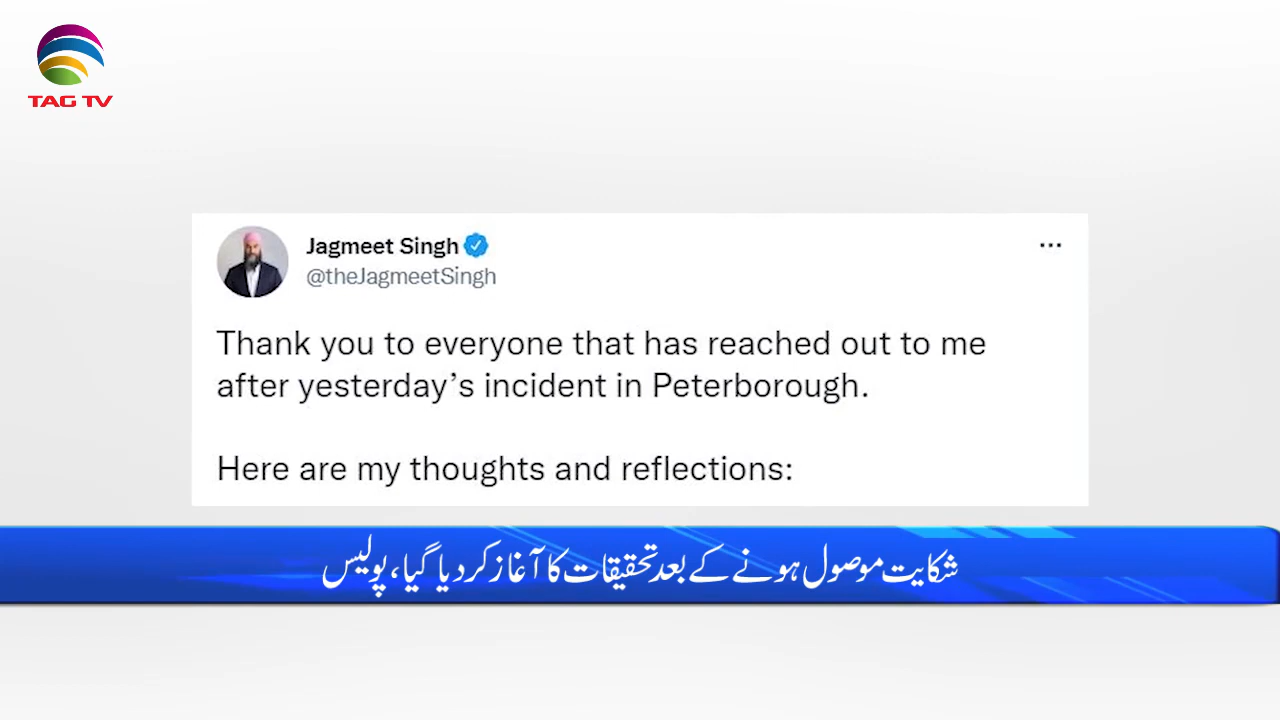 TAG TV
Jagmeet Singh
@theJagmeetSingh
Thank you to everyone that has reached out to me
after yesterday’s incident in Peterborough.
Here are my thoughts and reflections:
شکایت موصول ہونے کے بعد تحقیقات کا آغاز کر دیا گیا، پولیس